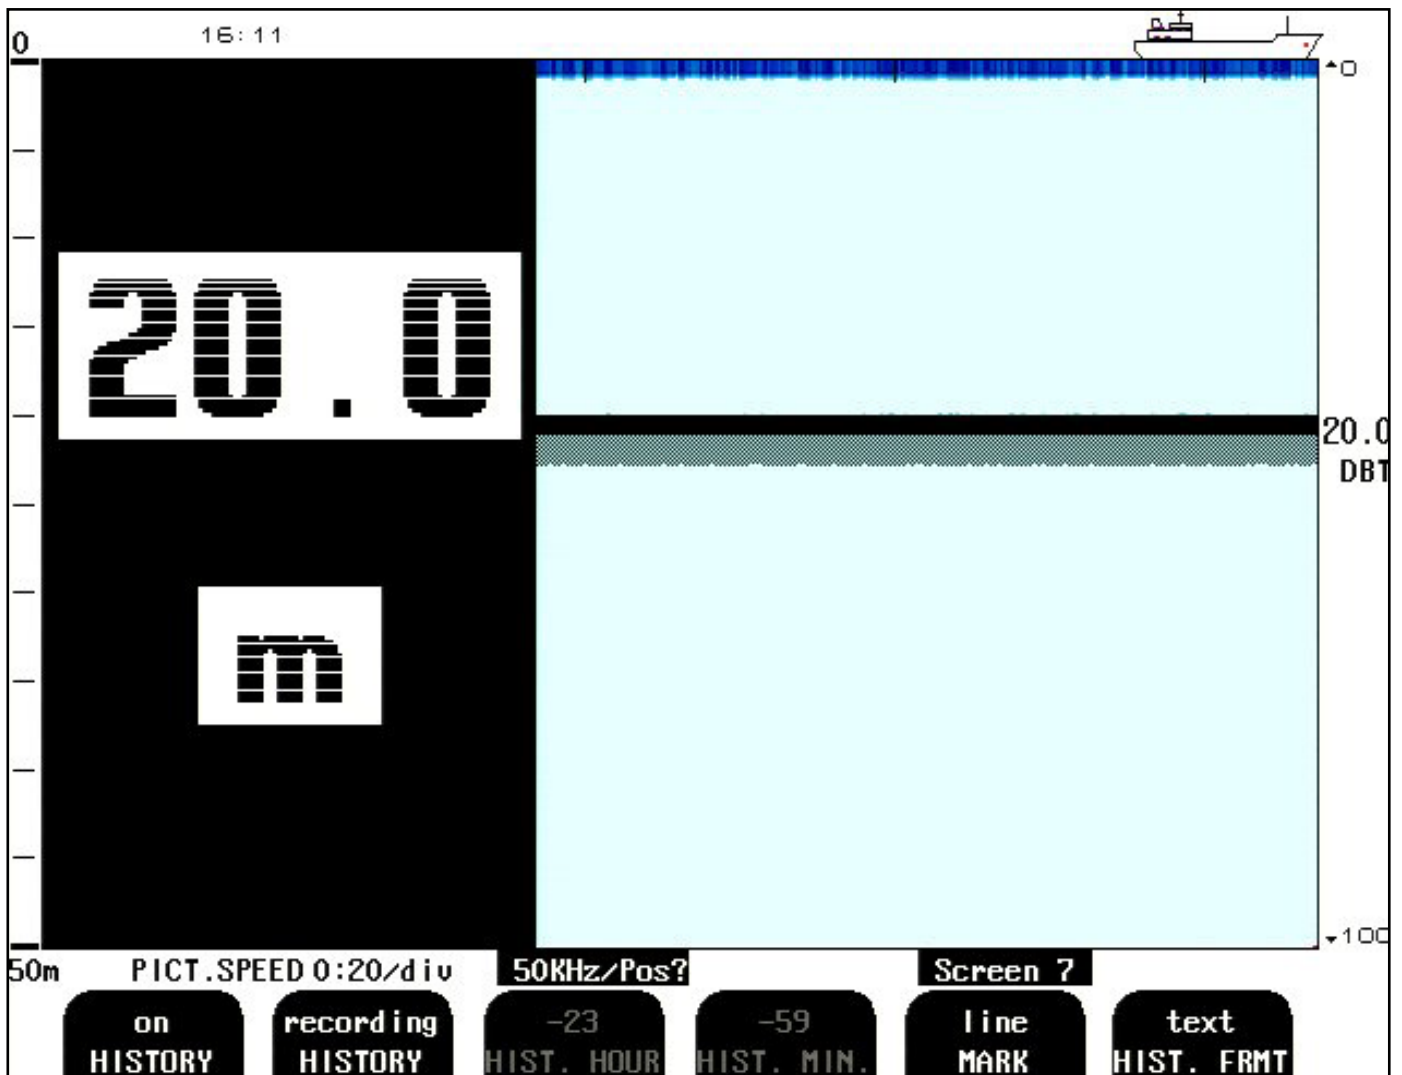 0
16:11
0
20.0
20.0
DBT
m
100
50m PICT.SPEED 0:20/div 50KHz/Pos? Screen 7
on recording -23 -59 line text
HISTORY HISTORY HIST. HOUR HIST. MIN. MARK HIST. FRMT